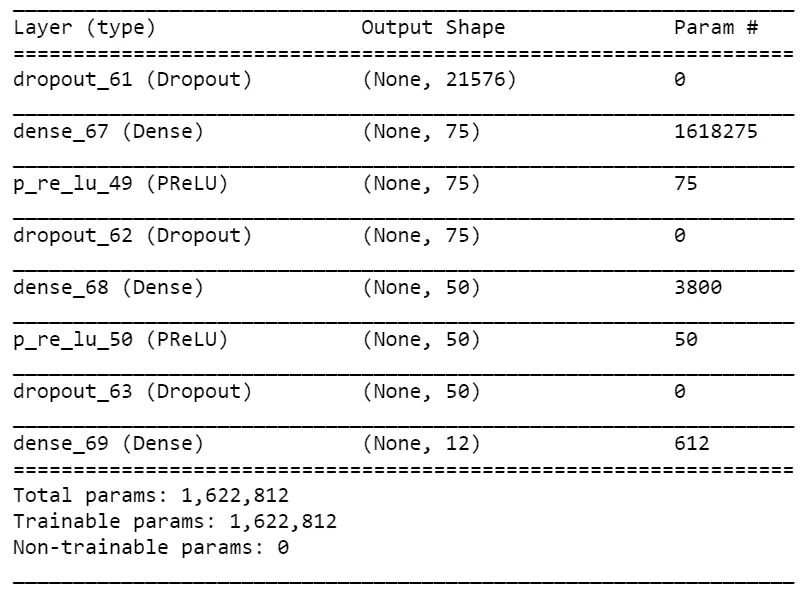 Layer (type) Output Shape Param #
=================================================================
dropout_61 (Dropout) (None, 21576) 0
dense_67 (Dense) (None, 75) 1618275
p_re_lu_49 (PReLU) (None, 75) 75
dropout_62 (Dropout) (None, 75) 0
dense_68 (Dense) (None, 50) 3800
p_re_lu_50 (PReLU) (None, 50) 50
dropout_63 (Dropout) (None, 50) 0
dense_69 (Dense) (None, 12) 612
=================================================================
Total params: 1,622,812
Trainable params: 1,622,812
Non-trainable params: 0